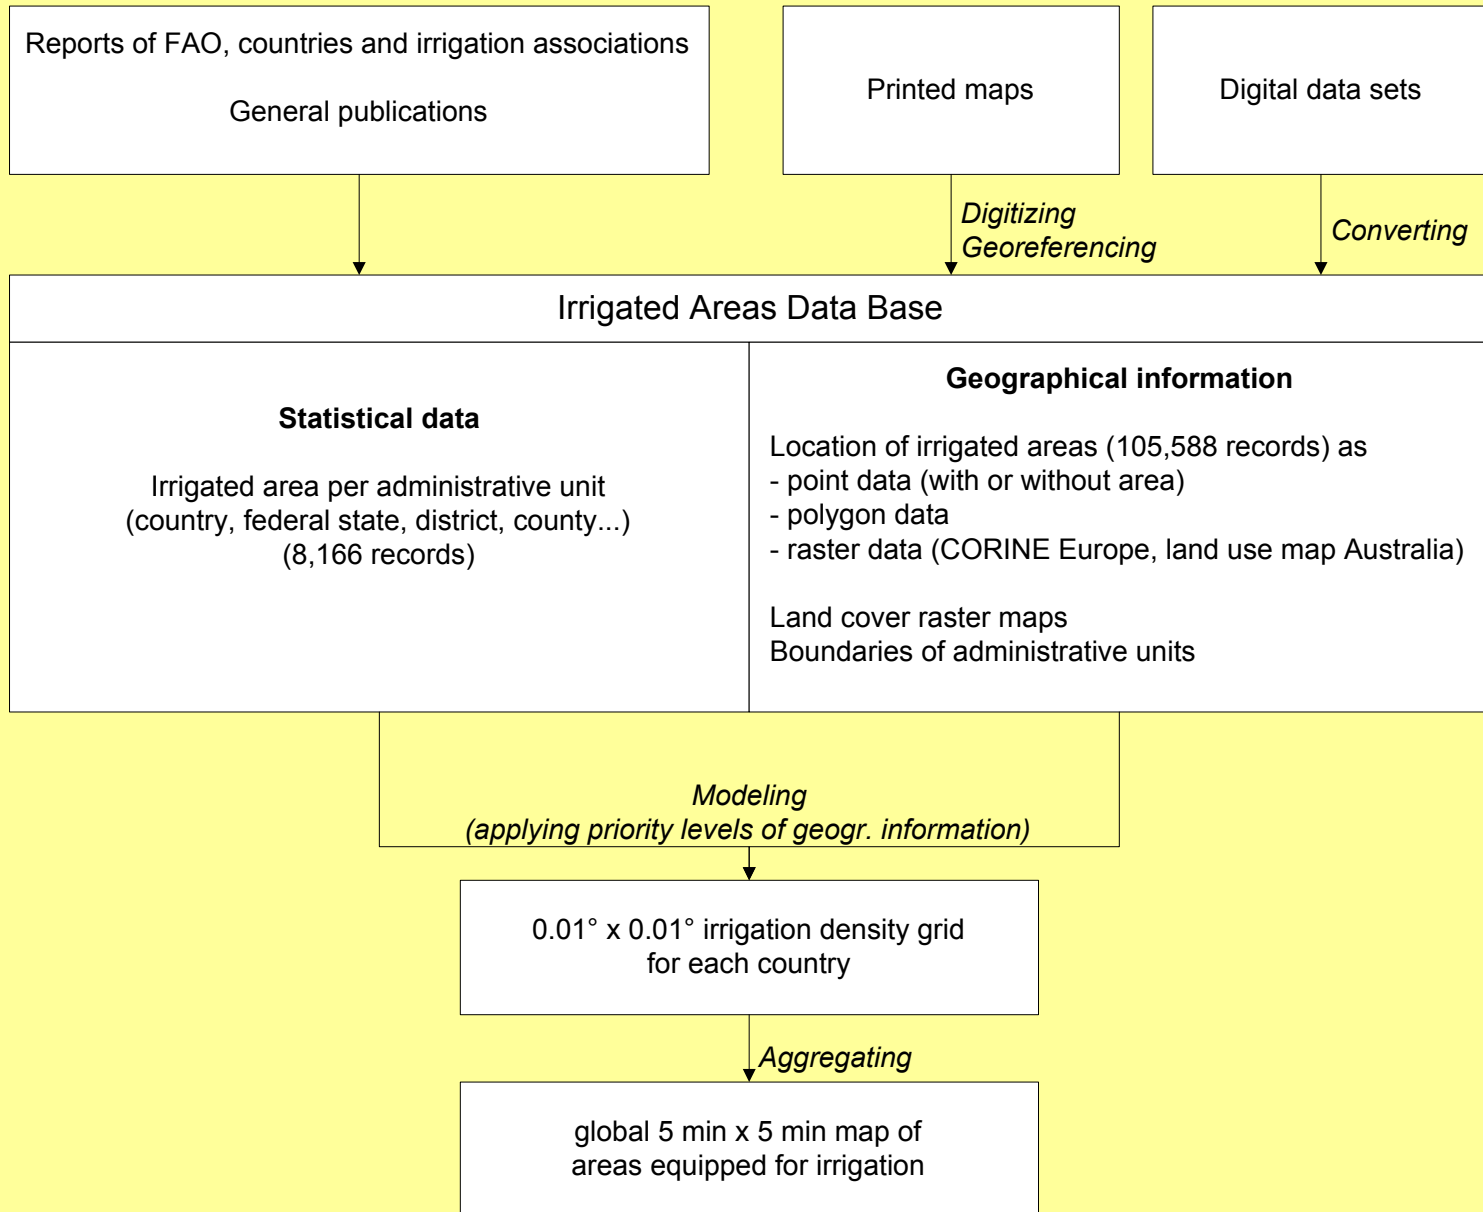 Reports of FAO, countries and irrigation associations
General publications
Printed maps
Digital data sets
Digitizing
Georeferencing
Converting
Irrigated Areas Data Base
Statistical data
Irrigated area per administrative unit
(country, federal state, district, county...)
(8,166 records)
Geographical information
Location of irrigated areas (105,588 records) as
- point data (with or without area)
- polygon data
- raster data (CORINE Europe, land use map Australia)
Land cover raster maps
Boundaries of administrative units
Modeling
(applying priority levels of geogr. information)
0.01° x 0.01° irrigation density grid
for each country
Aggregating
global 5 min x 5 min map of
areas equipped for irrigation